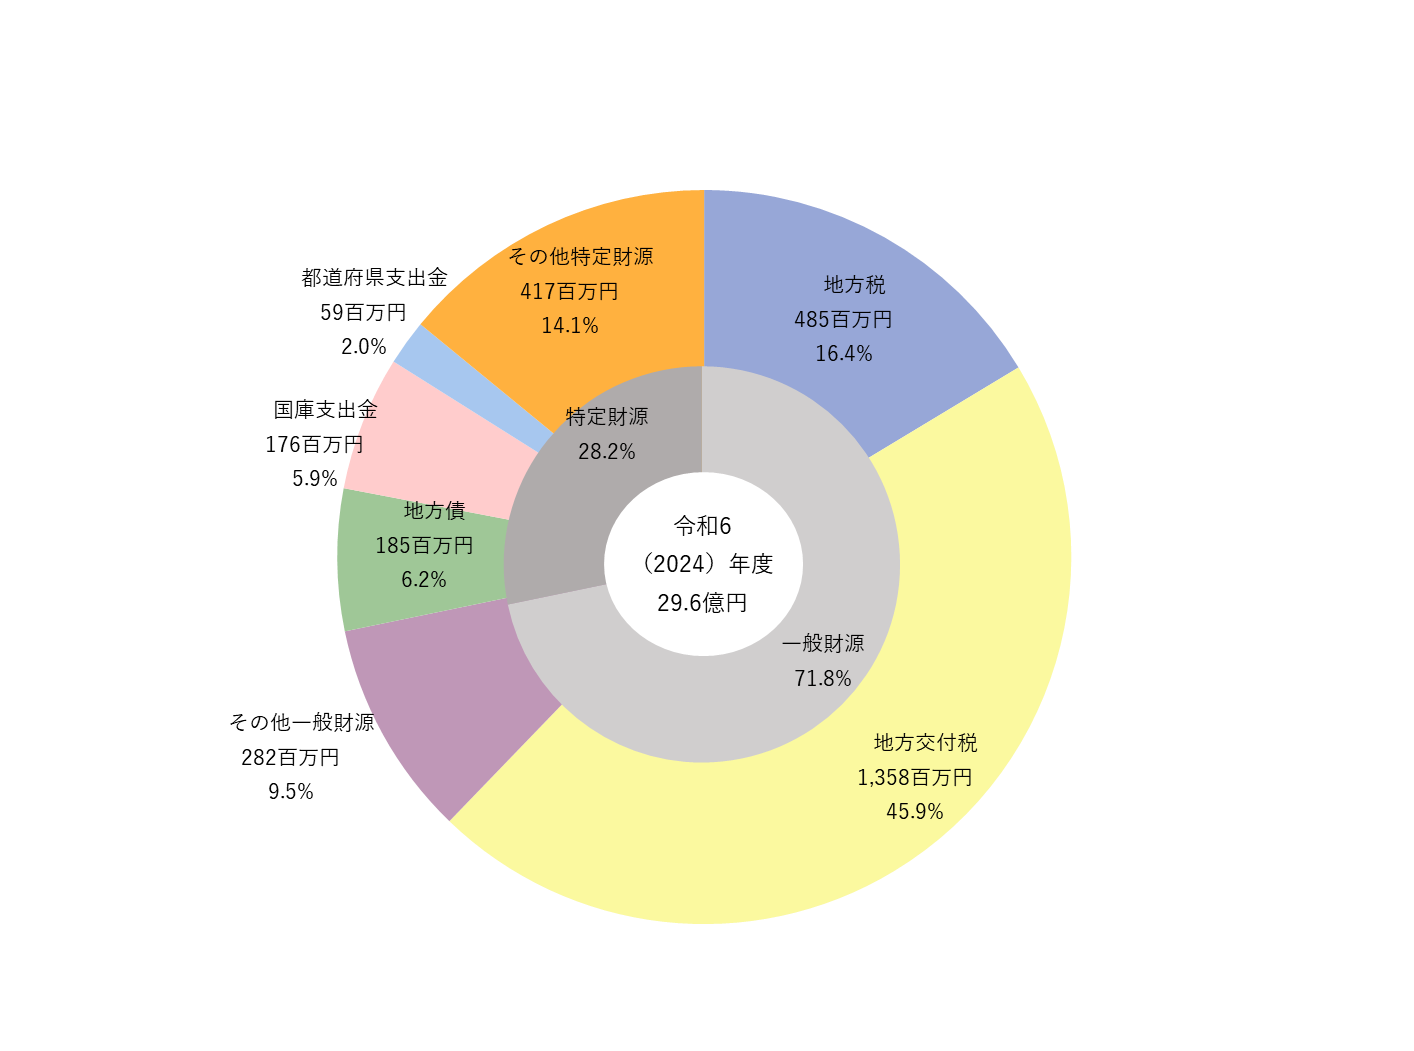 地方税
485百万円
16.4%
地方交付税
1,358百万円
45.9%
その他一般財源
282百万円
9.5%
地方債
185百万円
6.2%
国庫支出金
176百万円
5.9%
都道府県支出金
59百万円
2.0%
その他特定財源
417百万円
14.1%
特定財源
28.2%
一般財源
71.8%
令和6
（2024）年度
29.6億円